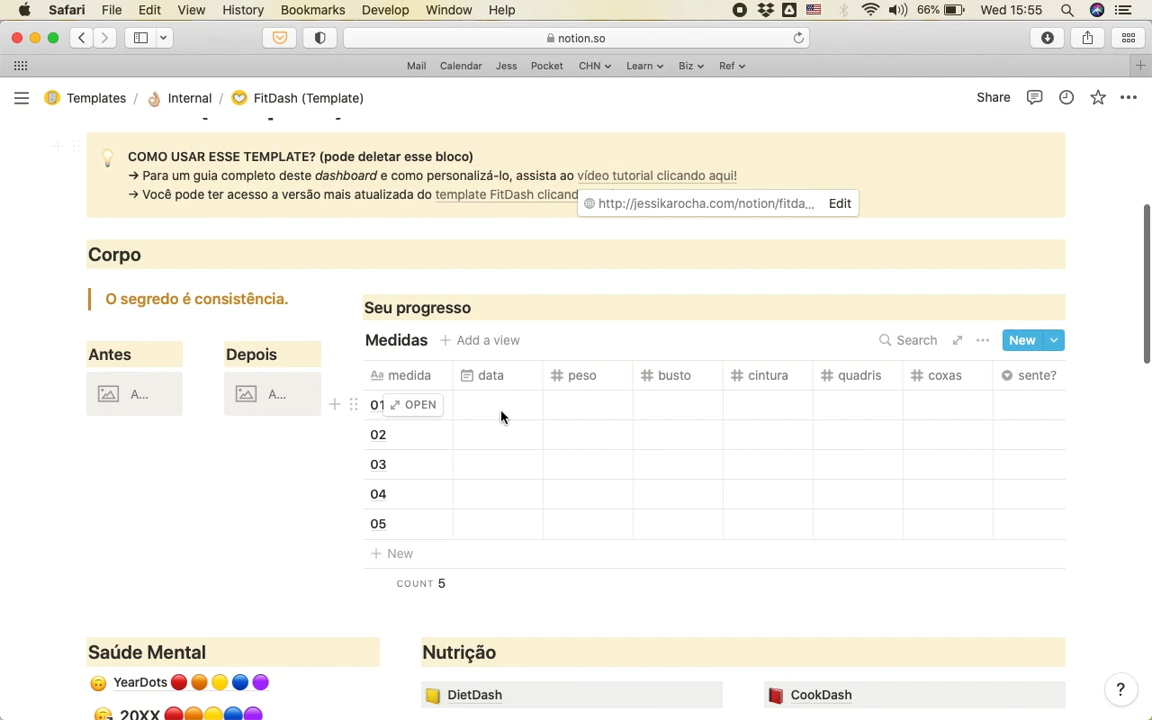 Safari File Edit View History Bookmarks Develop Window Help 66% Wed 15:55
notion.so
Mail Calendar Jess Pocket CHN Learn Biz Ref
Templates / Internal / FitDash (Template) Share
COMO USAR ESSE TEMPLATE? (pode deletar esse bloco)
→ Para um guia completo deste dashboard e como personalizá-lo, assista ao vídeo tutorial clicando aqui!
→ Você pode ter acesso a versão mais atualizada do template FitDash clicand
http://jessikarocha.com/notion/fitda... Edit
Corpo
O segredo é consistência.
Antes
A...
Depois
A...
Seu progresso
Medidas + Add a view Search New
Aa medida data # peso # busto # cintura # quadris # coxas sente?
01 OPEN
02
03
04
05
+ New
COUNT 5
Saúde Mental
YearDots
20XX
Nutrição
DietDash
CookDash
?